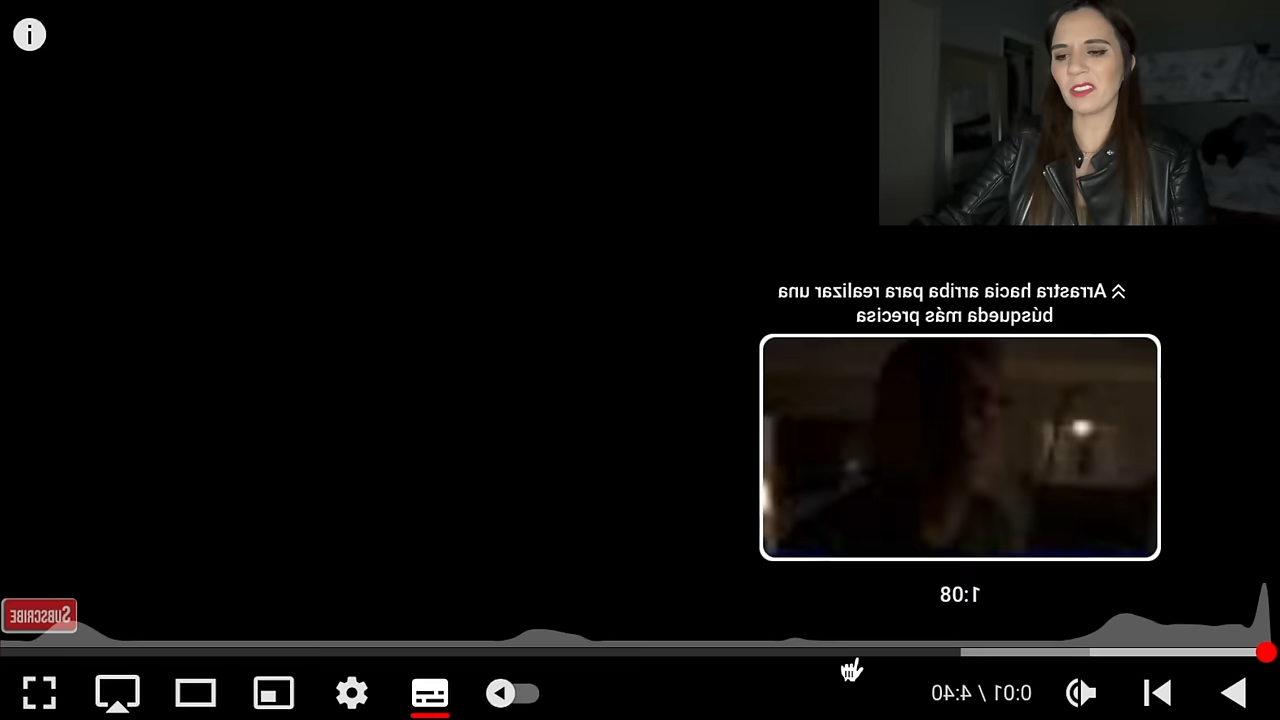 Arrastra hacia arriba para realizar una
búsqueda más precisa
1:08
SUBSCRIBE
0:01 / 4:40